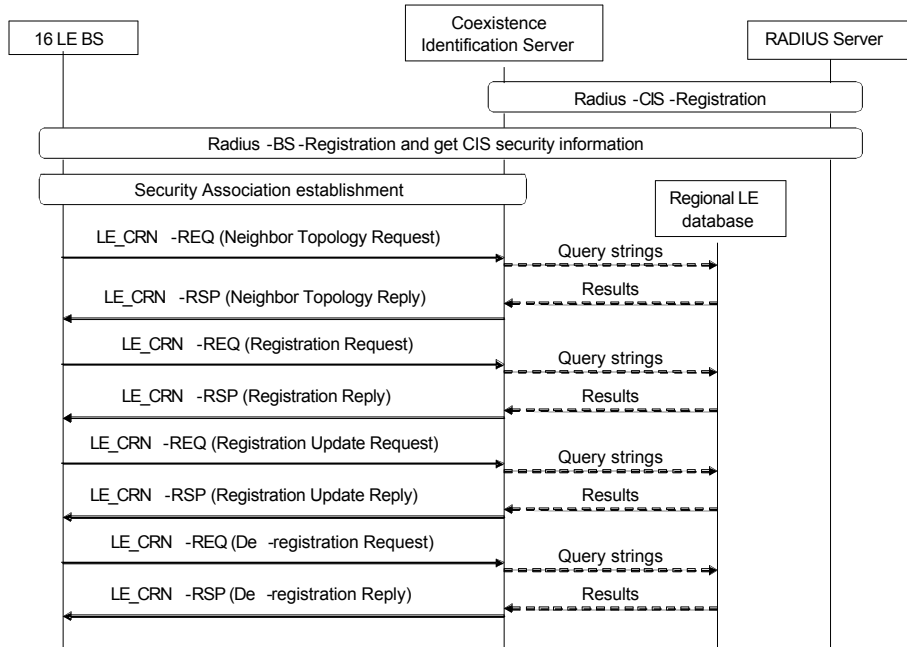 16 LE BS
Coexistence
Identification Server
RADIUS Server
Radius -CIS -Registration
Radius -BS -Registration and get CIS security information
Security Association establishment
Regional LE
database
LE_CRN -REQ (Neighbor Topology Request)
Query strings
Results
LE_CRN -RSP (Neighbor Topology Reply)
LE_CRN -REQ (Registration Request)
Query strings
Results
LE_CRN -RSP (Registration Reply)
LE_CRN -REQ (Registration Update Request)
Query strings
Results
LE_CRN -RSP (Registration Update Reply)
LE_CRN -REQ (De -registration Request)
Query strings
Results
LE_CRN -RSP (De -registration Reply)